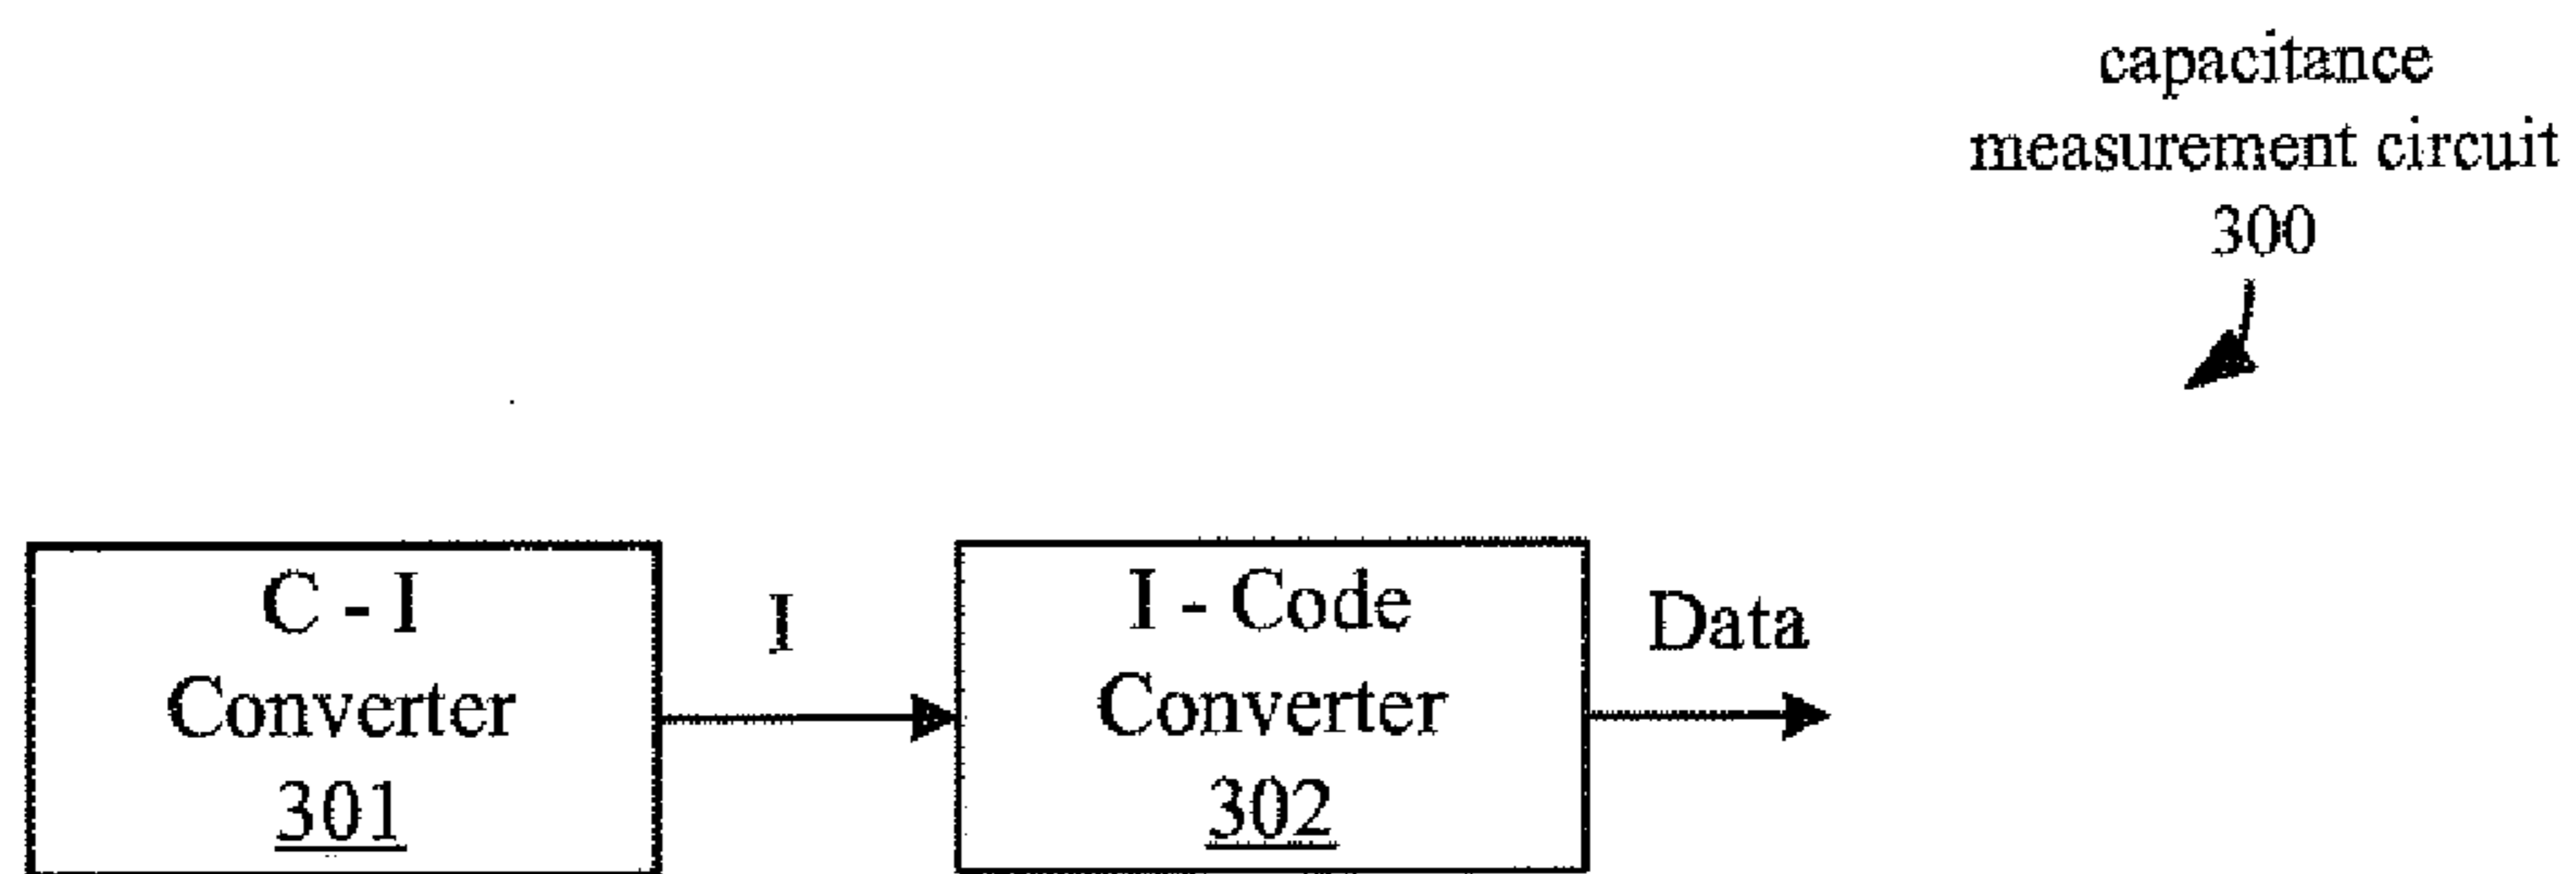 capacitance
measurement circuit
300
C - I
Converter
301
I
I - Code
Converter
302
Data